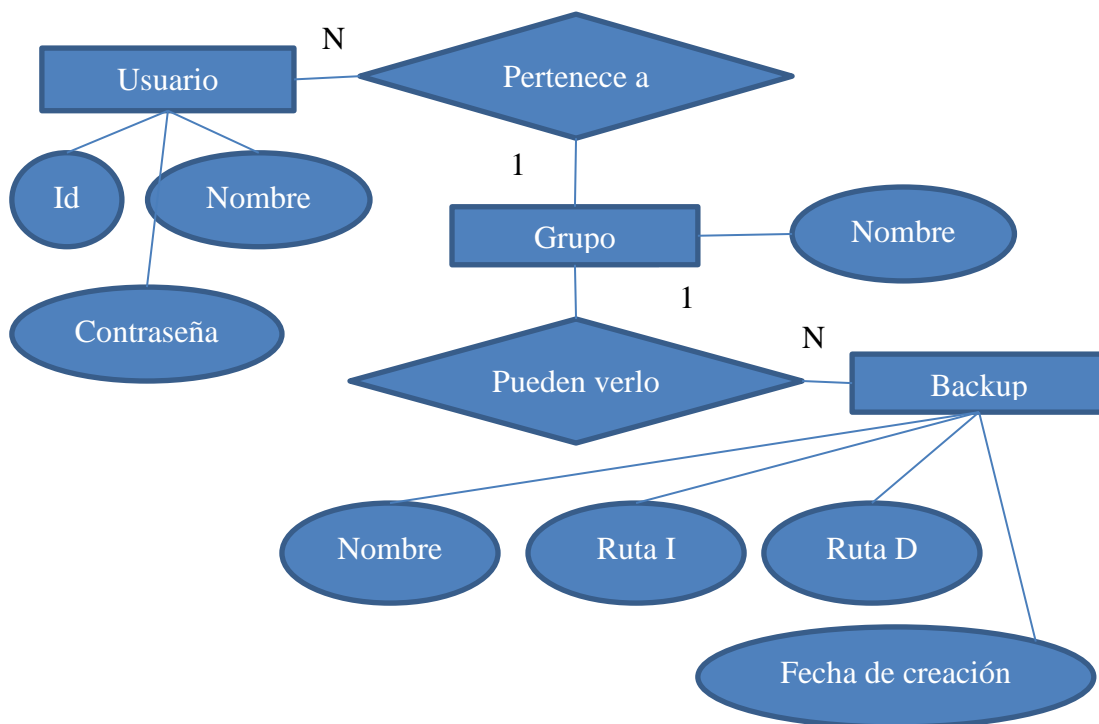 N
Usuario
Pertenece a
1
Id
Nombre
Grupo
Nombre
1
Contraseña
N
Pueden verlo
Backup
Nombre
Ruta I
Ruta D
Fecha de creación